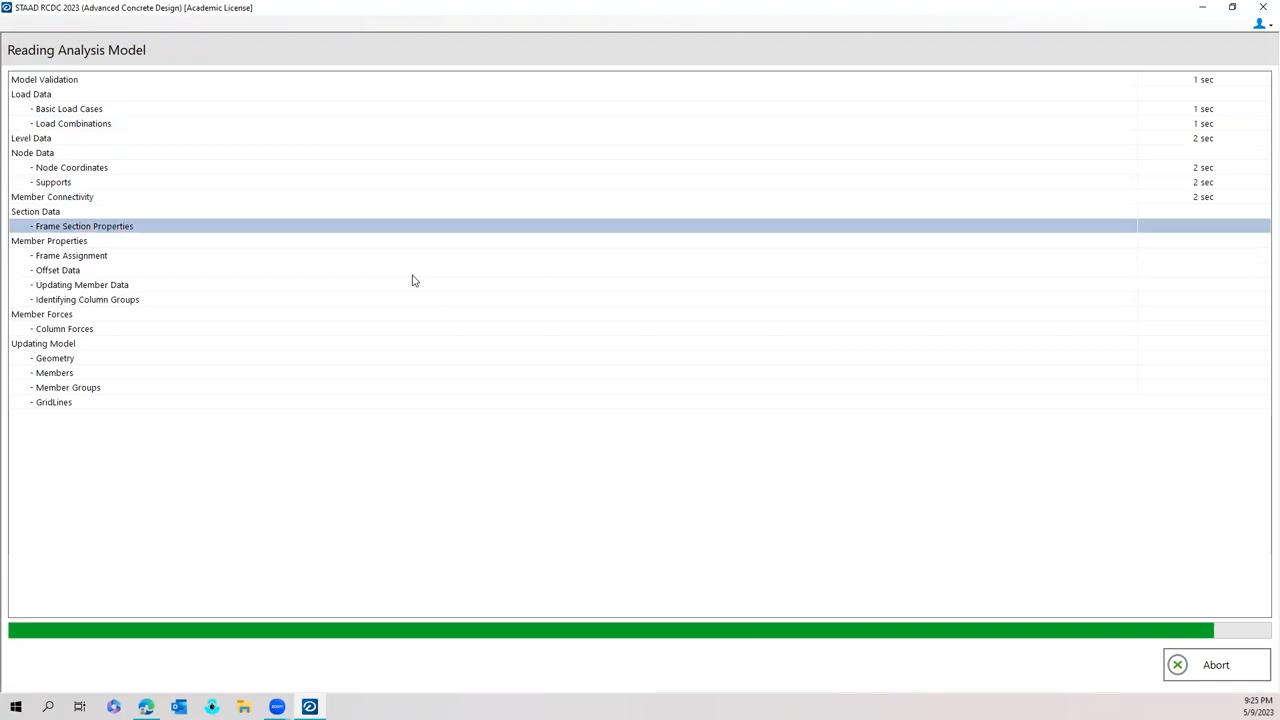 STAAD RCDC 2023 (Advanced Concrete Design) [Academic License]
Reading Analysis Model
Model Validation 1 sec
Load Data
- Basic Load Cases 1 sec
- Load Combinations 1 sec
Level Data 2 sec
Node Data
- Node Coordinates 2 sec
- Supports 2 sec
Member Connectivity 2 sec
Section Data
- Frame Section Properties
Member Properties
- Frame Assignment
- Offset Data
- Updating Member Data
- Identifying Column Groups
Member Forces
- Column Forces
Updating Model
- Geometry
- Members
- Member Groups
- GridLines
Abort
zoom
9:25 PM
5/9/2023